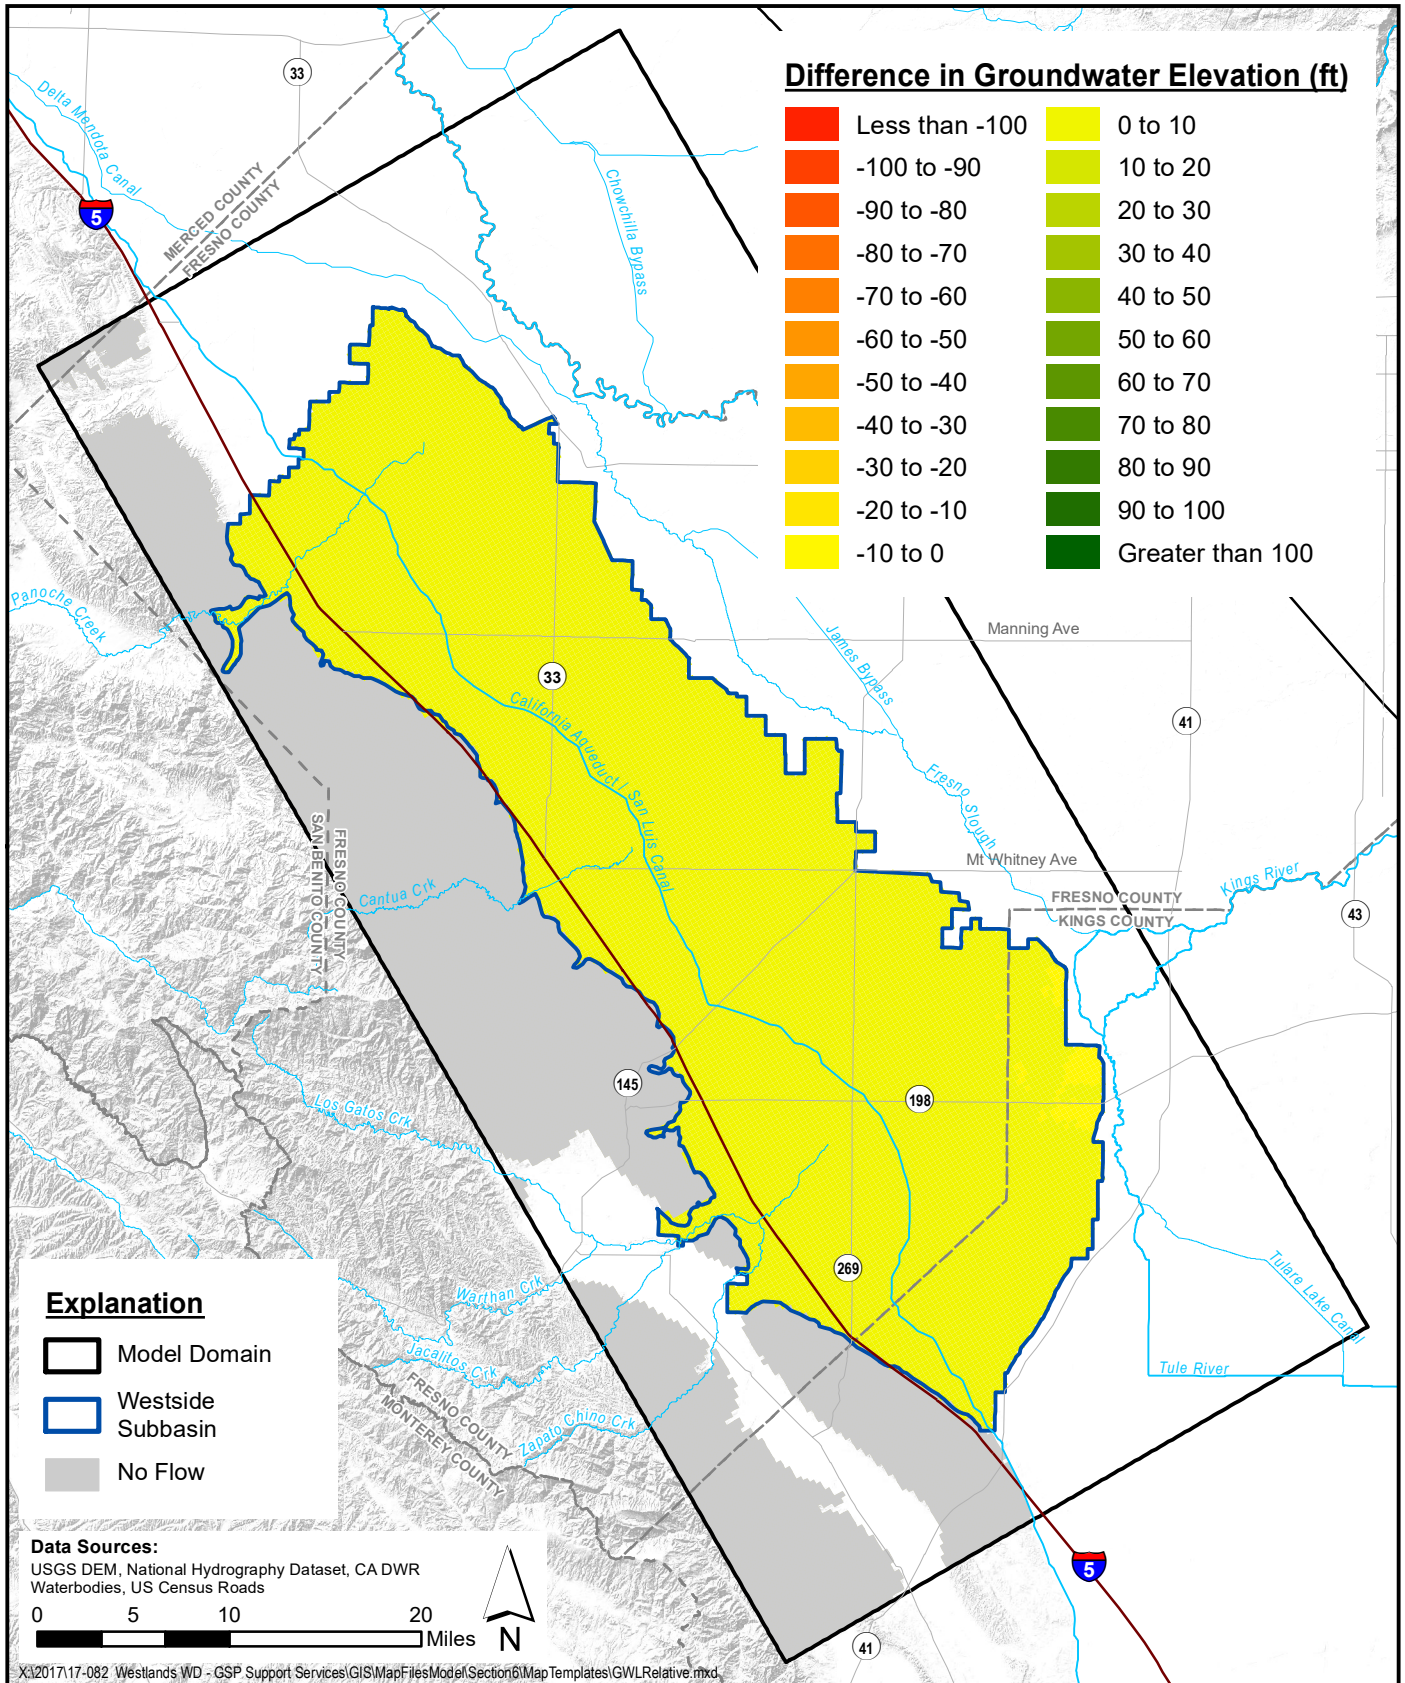 Difference in Groundwater Elevation (ft)
Less than -100
-100 to -90
-90 to -80
-80 to -70
-70 to -60
-60 to -50
-50 to -40
-40 to -30
-30 to -20
-20 to -10
-10 to 0
0 to 10
10 to 20
20 to 30
30 to 40
40 to 50
50 to 60
60 to 70
70 to 80
80 to 90
90 to 100
Greater than 100
33
Delta Mendota Canal
5
MERCED COUNTY
FRESNO COUNTY
Chowchilla Bypass
Panoche Creek
Manning Ave
James Bypass
33
41
California Aqueduct / San Luis Canal
Fresno Slough
SAN BENITO COUNTY
FRESNO COUNTY
Mt Whitney Ave
Kings River
Cantua Crk
FRESNO COUNTY
KINGS COUNTY
43
145
198
Los Gatos Crk
269
Warthan Crk
Tulare Lake Canal
Jacalitos Crk
Tule River
FRESNO COUNTY
MONTEREY COUNTY
Zapato Chino Crk
5
41
Explanation
Model Domain
Westside
Subbasin
No Flow
Data Sources:
USGS DEM, National Hydrography Dataset, CA DWR
Waterbodies, US Census Roads
0 5 10 20
Miles
N
X:\2017\17-082 Westlands WD - GSP Support Services\GIS\MapFilesModel\Section6\MapTemplates\GWLRelative.mxd